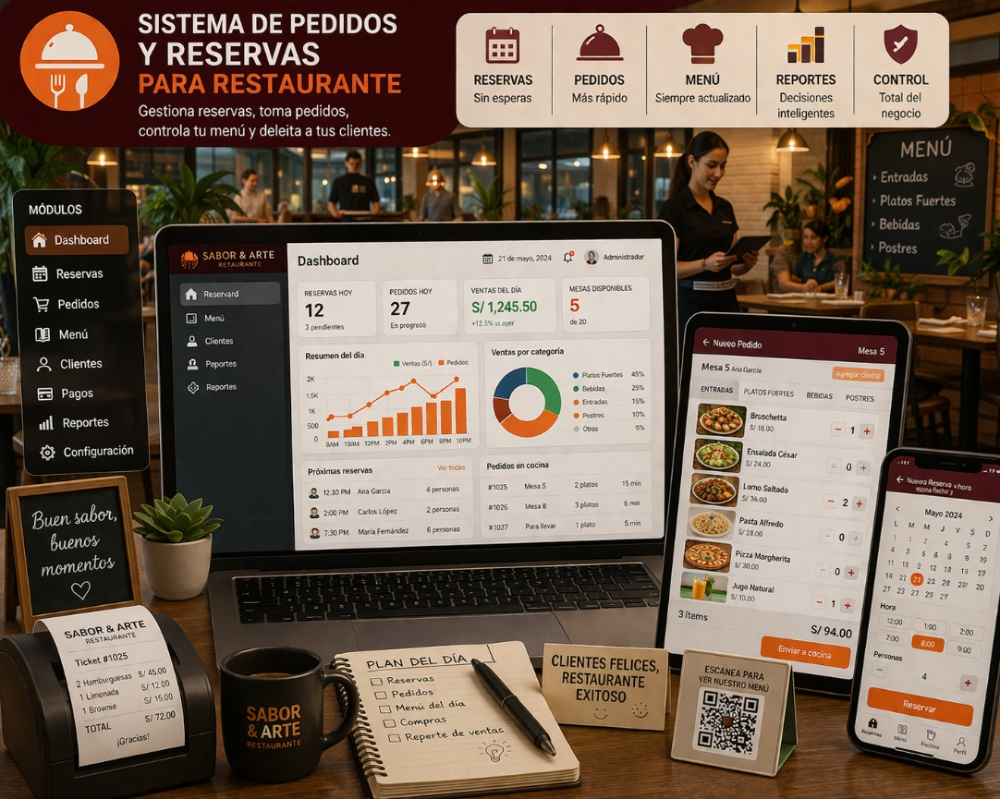 SISTEMA DE PEDIDOS
Y RESERVAS
PARA RESTAURANTE
Gestiona reservas, toma pedidos,
controla tu menú y deleita a tus clientes.
RESERVAS
Sin esperas
PEDIDOS
Más rápido
MENÚ
Siempre actualizado
REPORTES
Decisiones
inteligentes
CONTROL
Total del
negocio
MENÚ
Entradas
Platos Fuertes
Bebidas
Postres
MÓDULOS
Dashboard
Reservas
Pedidos
Menú
Clientes
Pagos
Reportes
Configuración
SABOR & ARTE
RESTAURANTE
Reservard
Menú
Clientes
Peportes
Reportes
Dashboard
21 de mayo, 2024
Administrador
RESERVAS HOY
12
3 pendientes
PEDIDOS HOY
27
En progreso
VENTAS DEL DÍA
S/ 1,245.50
+12.5% vs ayer
MESAS DISPONIBLES
5
de 20
Resumen del día
Ventas (S/) Pedidos
2K
1.5K
1K
500
0
8AM 10AM 12PM 2PM 4PM 6PM 8PM 10PM
Ventas por categoría
Platos Fuertes 45%
Bebidas 25%
Entradas 15%
Postres 10%
Otros 5%
Próximas reservas Ver todas
12:30 PM Ana García 4 personas
2:00 PM Carlos López 2 personas
7:30 PM María Fernández 6 personas
Pedidos en cocina
#1025 Mesa 5 2 platos 15 min
#1026 Mesa 8 3 platos 8 min
#1027 Para llevar 1 plato 5 min
← Nueeo Pedido Mesa 5
Mesa 5 Ana García Agregar cliente
ENTRADAS PLATOS FUERTES BEBIDAS POSTRES
Bruschetta
S/ 18.00
− 1 +
Ensalada César
S/ 24.00
0 +
Lomo Saltado
S/ 36.00
− 2 +
Pasta Alfredo
S/ 28.00
− 0 +
Pizza Margherita
S/ 30.00
− 0 +
Jugo Natural
S/ 10.00
− 1 +
3 ítems
S/ 94.00
Enviar a cocina
Mayo 2024
L M M J V S D
21
Hora
12:00 1:00 2:00
7:00 8:00 9:00
Personas
− 4 +
Reservar
Reservas Menú Pedidos Perfil
Buen sabor,
buenos
momentos
SABOR & ARTE
RESTAURANTE
Ticket #1025
2 Hamburguesas S/ 45.00
1 Limonada S/ 12.00
1 Brownie S/ 15.00
TOTAL S/ 72.00
¡Gracias!
SABOR
& ARTE
RESTAURANTE
PLAN DEL DÍA
Reservas
Pedidos
Menú del día
Compras
Reperte de ventas
CLIENTES FELICES,
RESTAURANTE
EXITOSO
ESCANEA PARA
VER NUESTRO MENÚ